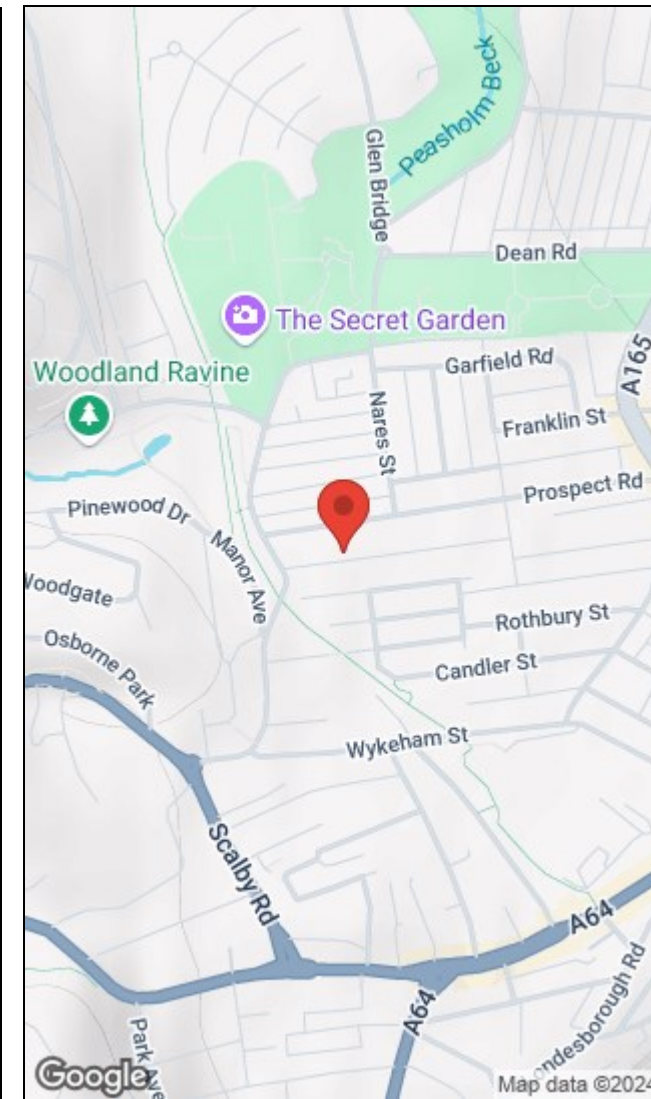 Peasholm Beck
Glen Bridge
Dean Rd
The Secret Garden
Garfield Rd
A165
Woodland Ravine
Nares St
Franklin St
Prospect Rd
Pinewood Dr
Manor Ave
Woodgate
Rothbury St
Osborne Park
Candler St
Wykeham St
Scalby Rd
A64
A64
ondesborough Rd
Park Ave
Google
Map data ©2024